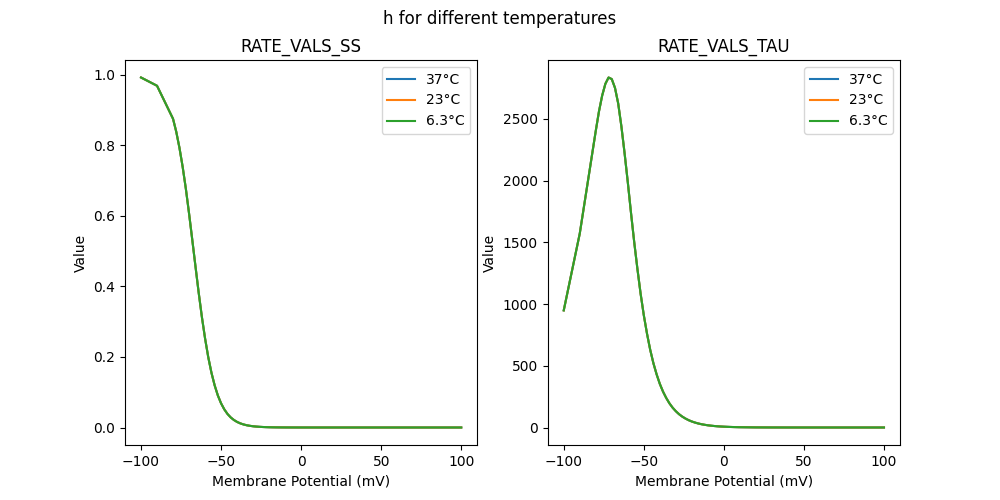 h for different temperatures
RATE_VALS_SS
1.0
0.8
0.6
0.4
0.2
0.0
Value
−100
−50
0
50
100
Membrane Potential (mV)
37°C
23°C
6.3°C
RATE_VALS_TAU
2500
2000
1500
1000
500
0
Value
−100
−50
0
50
100
Membrane Potential (mV)
37°C
23°C
6.3°C